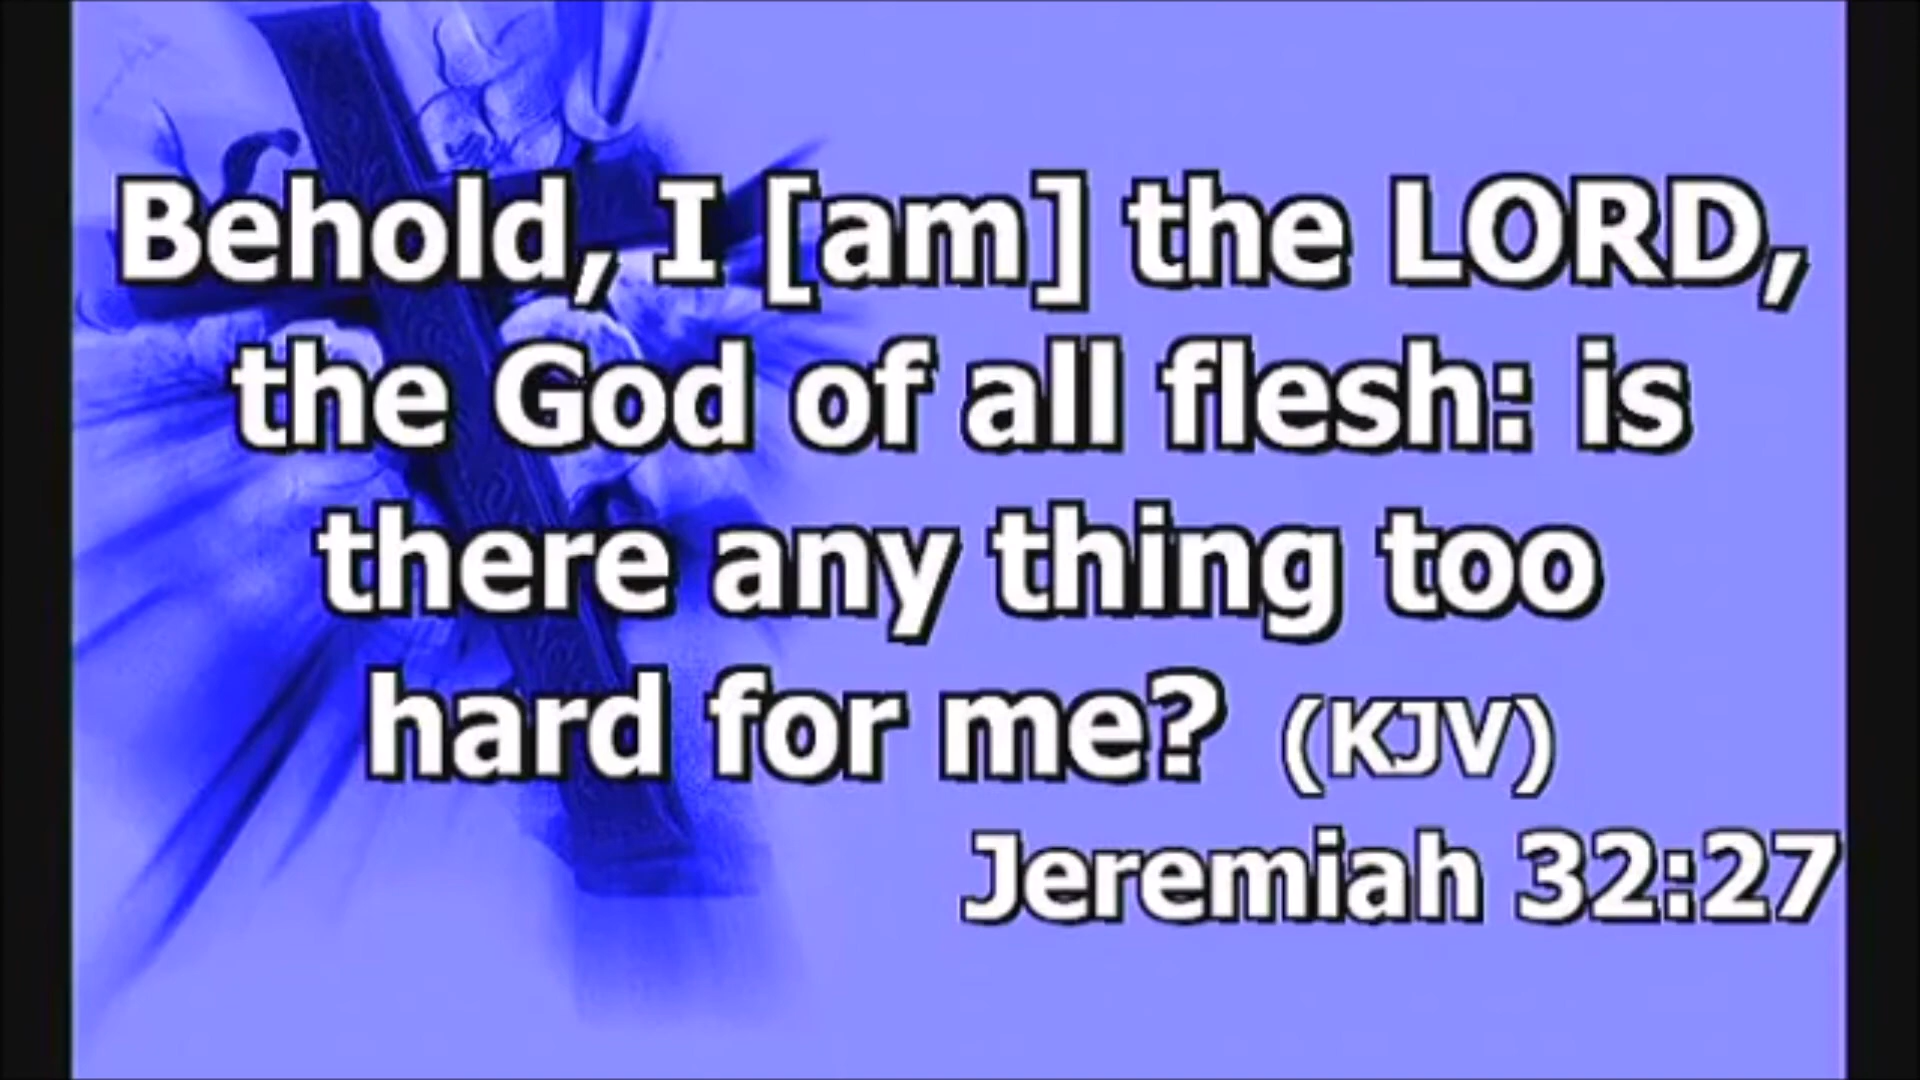 Behold, I [am] the LORD,
the God of all flesh: is
there any thing too
hard for me? (KJV)
Jeremiah 32:27